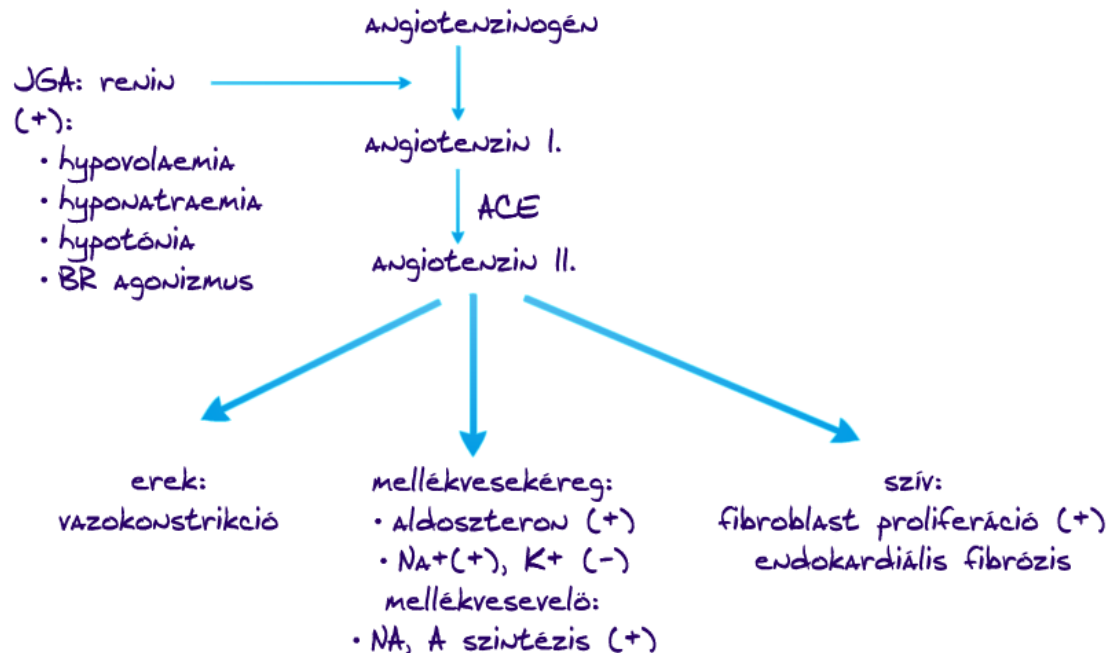 angiotenzinogén
JGA: renin
(+):
• hypovolaemia
• hyponatraemia
• hypotónia
• BR agonizmus
angiotenzin I.
ACE
angiotenzin II.
erek:
vazokonstrikció
mellékvesekéreg:
• aldoszteron (+)
• Na+(+), K+ (-)
mellékvesevelö:
• NA, A szintézis (+)
szív:
fibroblast proliferáció (+)
endokardiális fibrózis